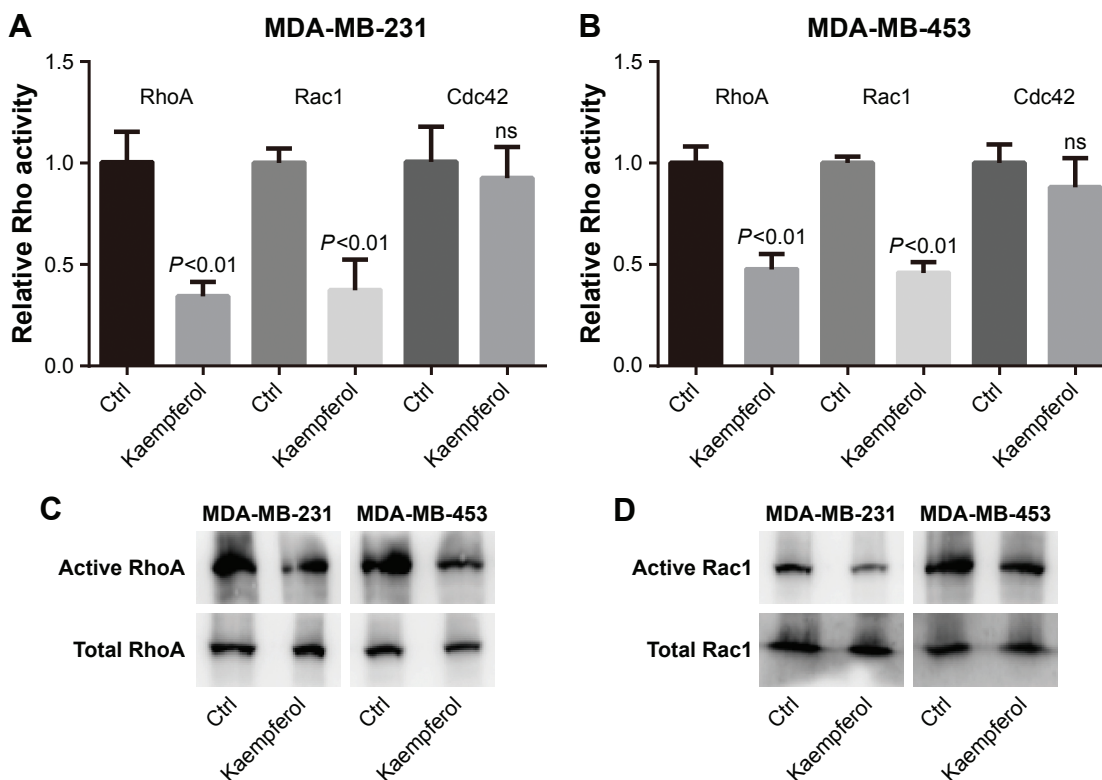 A
MDA-MB-231
Relative Rho activity
1.5
1.0
0.5
0.0
RhoA
Rac1
Cdc42
P<0.01
P<0.01
ns
Ctrl
Kaempferol
Ctrl
Kaempferol
Ctrl
Kaempferol
B
MDA-MB-453
Relative Rho activity
1.5
1.0
0.5
0.0
RhoA
Rac1
Cdc42
P<0.01
P<0.01
ns
Ctrl
Kaempferol
Ctrl
Kaempferol
Ctrl
Kaempferol
C
MDA-MB-231 MDA-MB-453
Active RhoA
Total RhoA
Ctrl
Kaempferol
Ctrl
Kaempferol
D
MDA-MB-231 MDA-MB-453
Active Rac1
Total Rac1
Ctrl
Kaempferol
Ctrl
Kaempferol